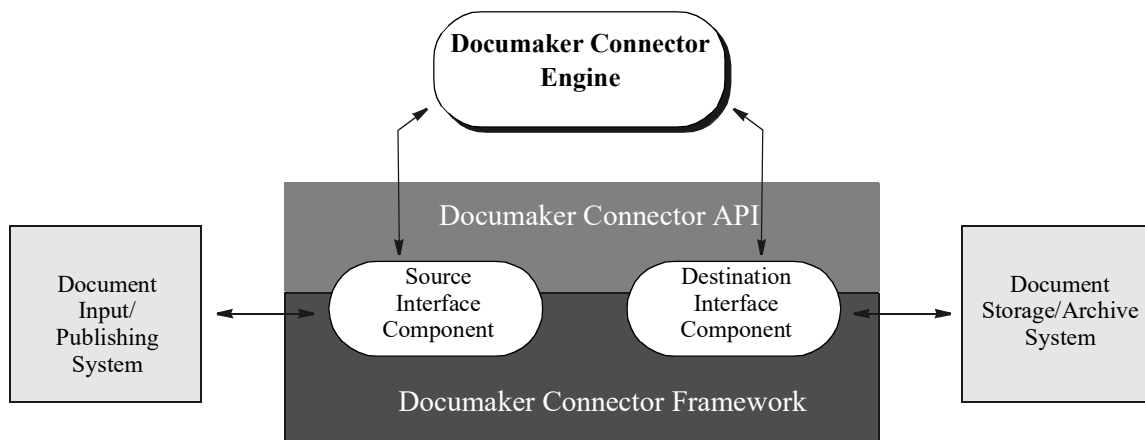 Documaker Connector
Engine
Documaker Connector API
Document
Input/
Publishing
System
Source
Interface
Component
Destination
Interface
Component
Document
Storage/Archive
System
Documaker Connector Framework